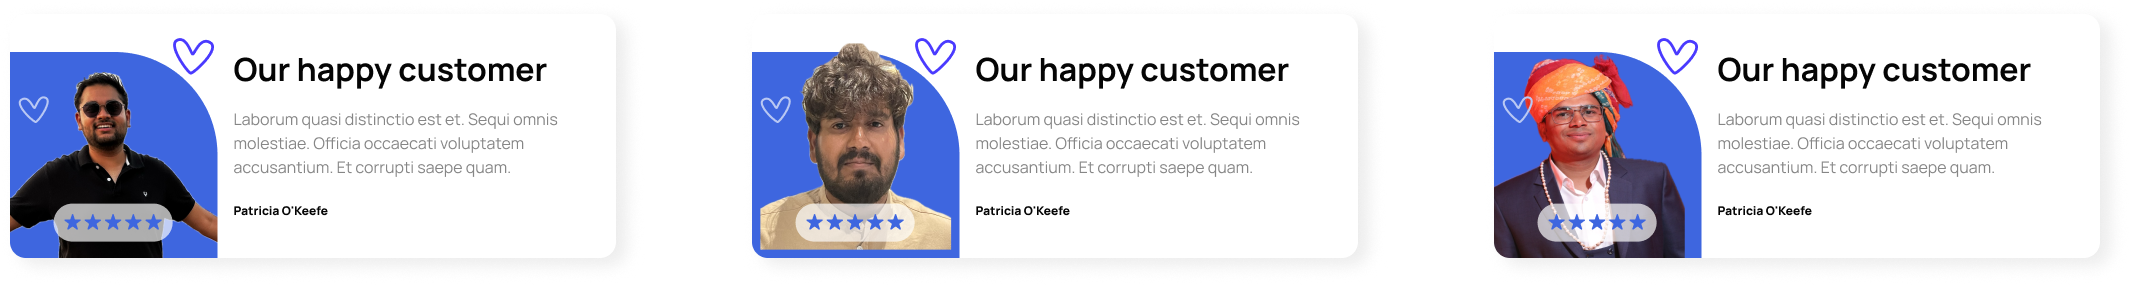 Our happy customer
Laborum quasi distinctio est et. Sequi omnis
molestiae. Officia occaecati voluptatem
accusantium. Et corrupti saepe quam.
Patricia O'Keefe
Our happy customer
Laborum quasi distinctio est et. Sequi omnis
molestiae. Officia occaecati voluptatem
accusantium. Et corrupti saepe quam.
Patricia O'Keefe
Our happy customer
Laborum quasi distinctio est et. Sequi omnis
molestiae. Officia occaecati voluptatem
accusantium. Et corrupti saepe quam.
Patricia O'Keefe